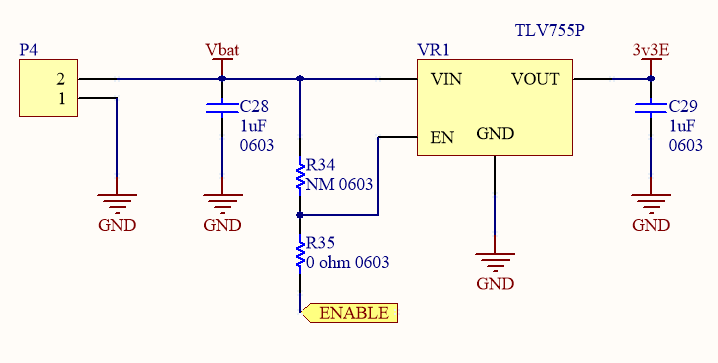 TLV755P
P4
Vbat
VR1
3v3E
2
1
VIN
VOUT
C28
1uF
0603
EN
GND
C29
1uF
0603
R34
NM 0603
GND
GND
GND
R35
0 ohm 0603
GND
ENABLE